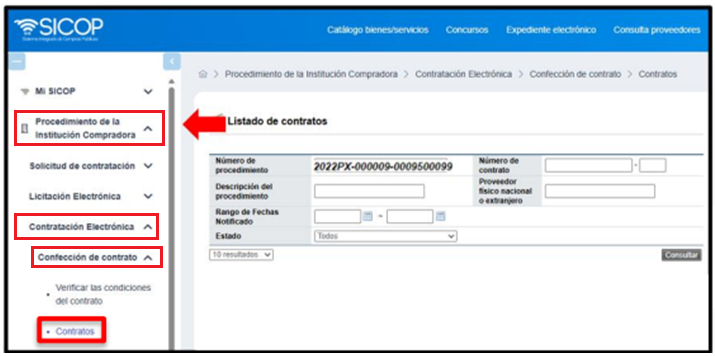 SICOP
Sistema Integrado de Compras Públicas
Catálogo bienes/servicios Concursos Expediente electrónico Consulta proveedores
Mi SICOP
Procedimiento de la
Institución Compradora
Solicitud de contratación
Licitación Electrónica
Contratación Electrónica
Confección de contrato
Verificar las condiciones
del contrato
Contratos
Procedimiento de la Institución Compradora > Contratación Electrónica > Confección de contrato > Contratos
Listado de contratos
Número de
procedimiento
2022PX-000009-0009500099
Número de
contrato
-
Descripción del
procedimiento
Proveedor
físico nacional
o extranjero
Rango de Fechas
Notificado
~
Estado
Todos
10 resultados
Consultar